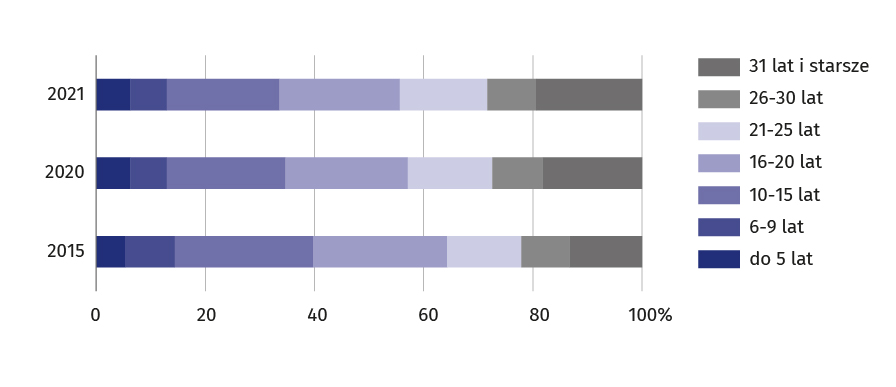 2021
2020
2015
0 20 40 60 80 100%
31 lat i starsze
26-30 lat
21-25 lat
16-20 lat
10-15 lat
6-9 lat
do 5 lat